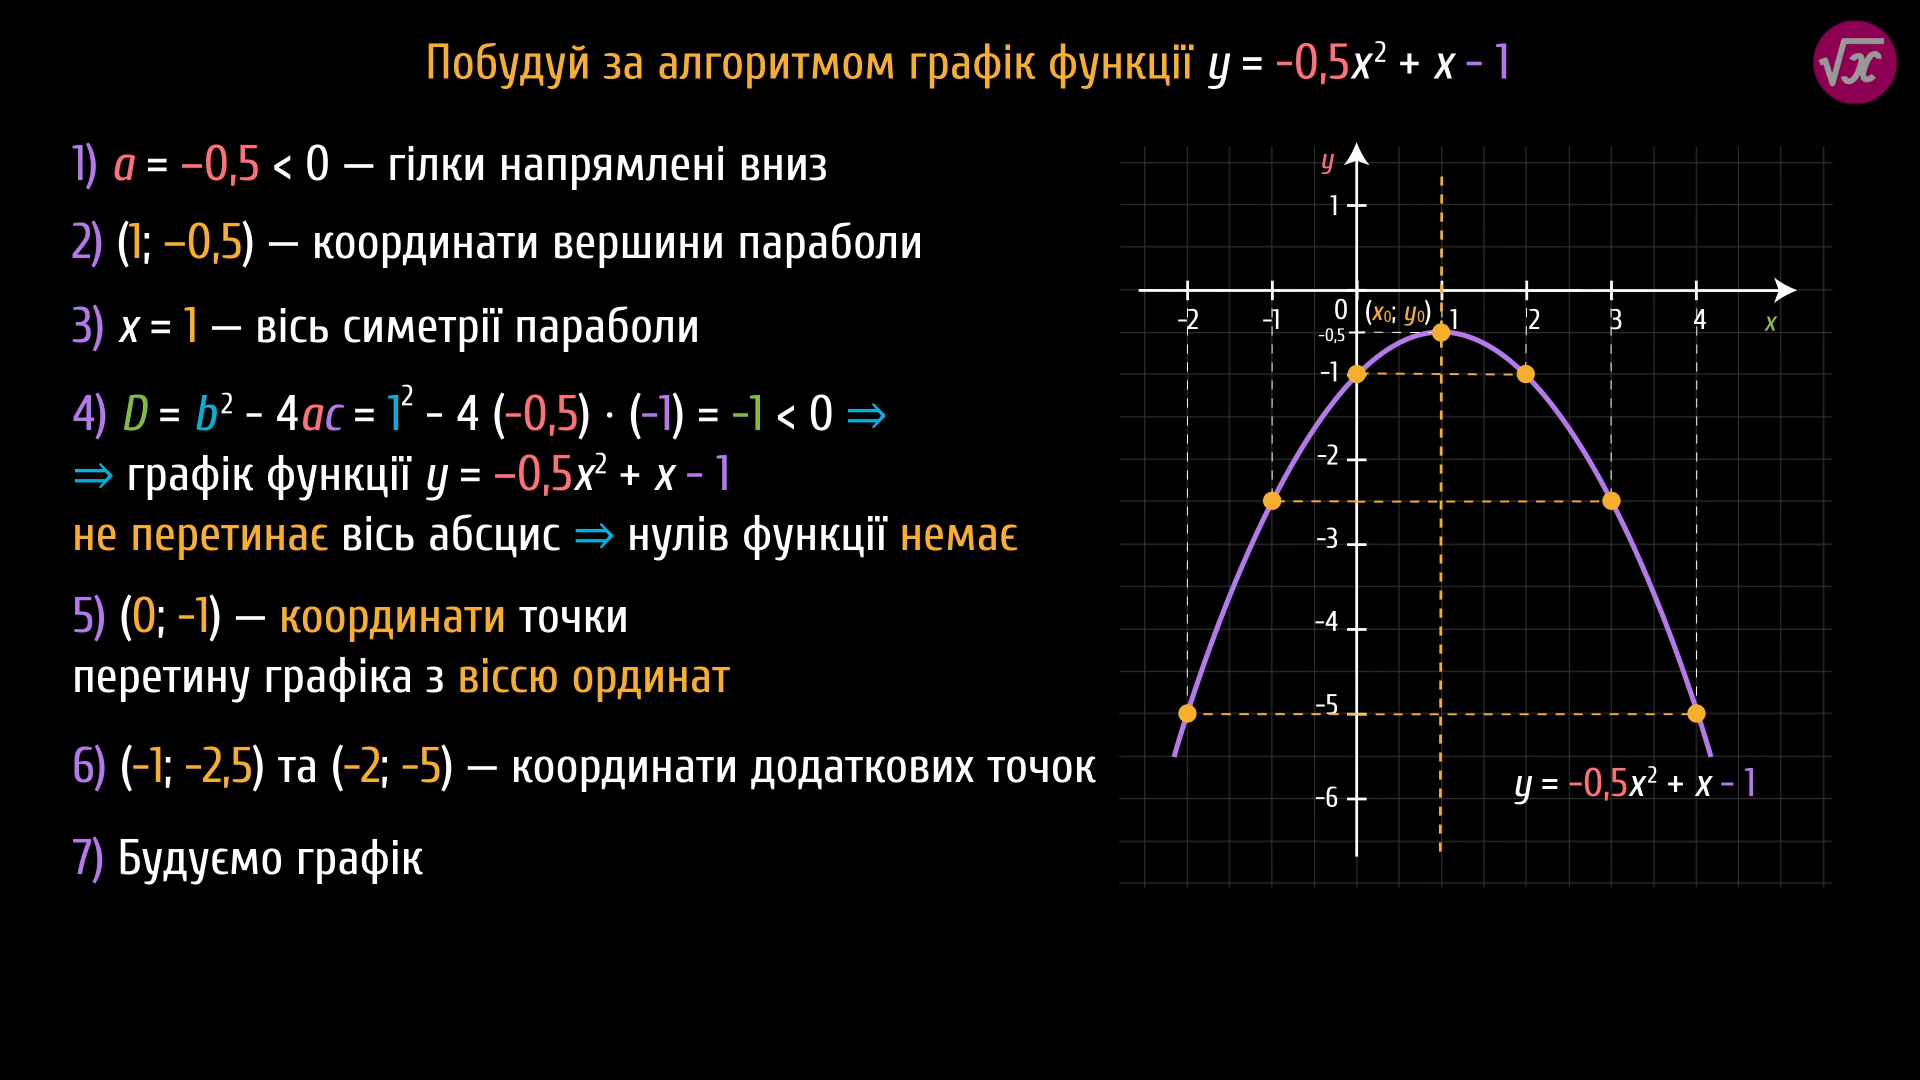 Побудуй за алгоритмом графік функції y = -0,5x² + x - 1
√x
1) a = –0,5 < 0 — гілки напрямлені вниз
2) (1; –0,5) — координати вершини параболи
3) x = 1 — вісь симетрії параболи
4) D = b² - 4ac = 1² - 4 (-0,5) · (-1) = -1 < 0 ⇒
⇒ графік функції y = –0,5x² + x - 1
не перетинає вісь абсцис ⇒ нулів функції немає
5) (0; -1) — координати точки
перетину графіка з віссю ординат
6) (-1; -2,5) та (-2; -5) — координати додаткових точок
7) Будуємо графік
y
1
0 (x₀; y₀)
-2 -1 1 2 3 4 x
-0,5
-1
-2
-3
-4
-5
y = -0,5x² + x - 1
-6